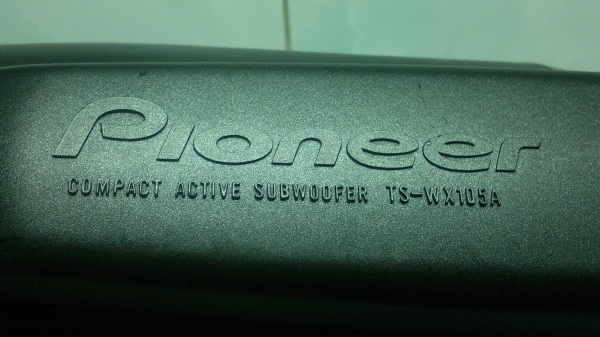 Pioneer
COMPACT ACTIVE SUBWOOFER TS-WX105A